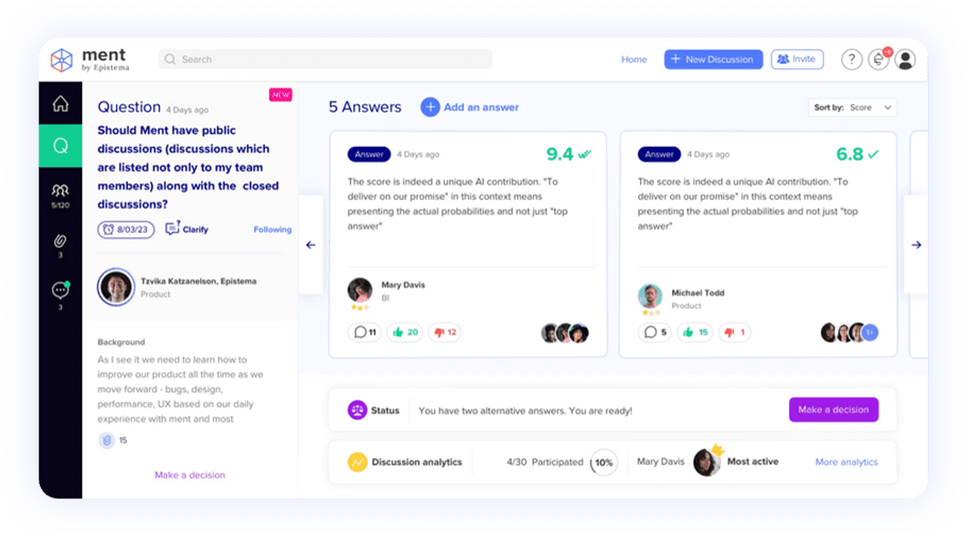 ment
by Epistema
Search
Home
+ New Discussion
Invite
?
Question 4 Days ago
NEW
Should Ment have public
discussions (discussions which
are listed not only to my team
members) along with the closed
discussions?
8/03/23
Clarify
Following
Tzvika Katzanelson, Epistema
Product
Background
As I see it we need to learn how to
improve our product all the time as we
move forward - bugs, design,
performance, UX based on our daily
experience with ment and most
15
Make a decision
Q
5/120
3
3
5 Answers
+ Add an answer
Sort by: Score
Answer 4 Days ago 9.4
The score is indeed a unique AI contribution. "To
deliver on our promise" in this context means
presenting the actual probabilities and not just "top
answer"
Mary Davis
BI
11 20 12
Answer 4 Days ago 6.8
The score is indeed a unique AI contribution. "To
deliver on our promise" in this context means
presenting the actual probabilities and not just "top
answer"
Michael Todd
Product
5 15 1
Status
You have two alternative answers. You are ready!
Make a decision
Discussion analytics
4/30 Participated 10%
Mary Davis Most active
More analytics